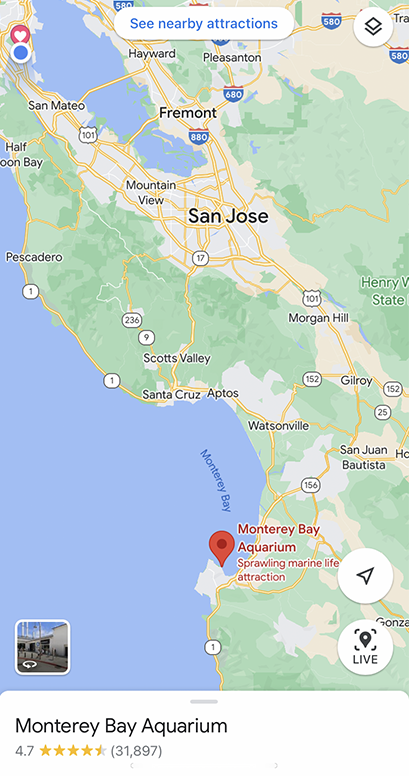 See nearby attractions
580
Tra
580
Hayward
Pleasanton
680
San Mateo
Fremont
101
880
Half
oon Bay
Mountain
View
San Jose
Pescadero
17
1
Henry W
State
101
236
Morgan Hill
9
Scotts Valley
1
152
Gilroy
152
Santa Cruz
Aptos
25
Watsonville
San Juan
Bautista
Ho
Monterey Bay
156
Monterey Bay
Aquarium
Sprawling marine life
attraction
Gonza
LIVE
1
Monterey Bay Aquarium
4.7 (31,897)